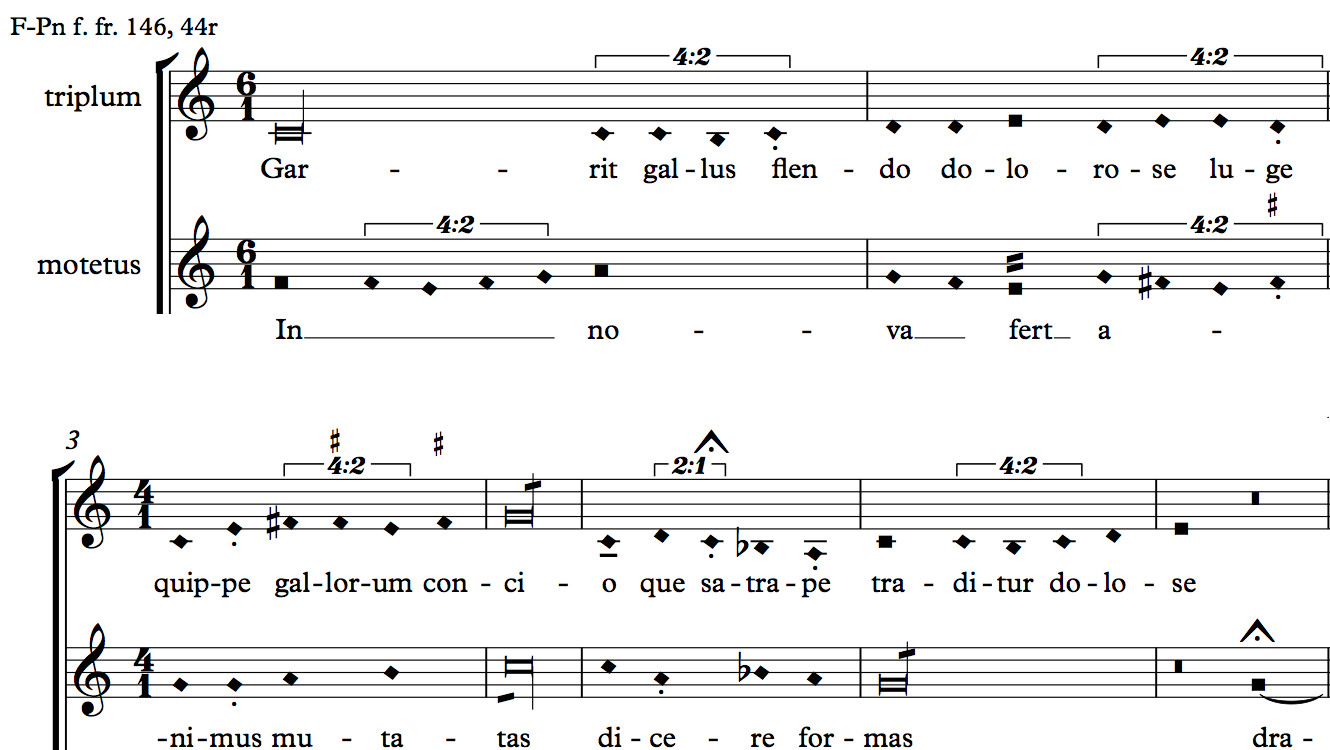 F-Pn f. fr. 146, 44r
4:2 4:2
triplum 6 1
Gar - - rit gal - lus flen - do do - lo - ro - se lu - ge
4:2 4:2
motetus 6 1
In no - - va fert a -
3
4:2 2:1 4:2
4 1
quip-pe gal-lor-um con - ci - o que sa-tra-pe tra - di-tur do-lo - se
4 1
-ni-mus mu - ta - tas di - ce - re for-mas dra -